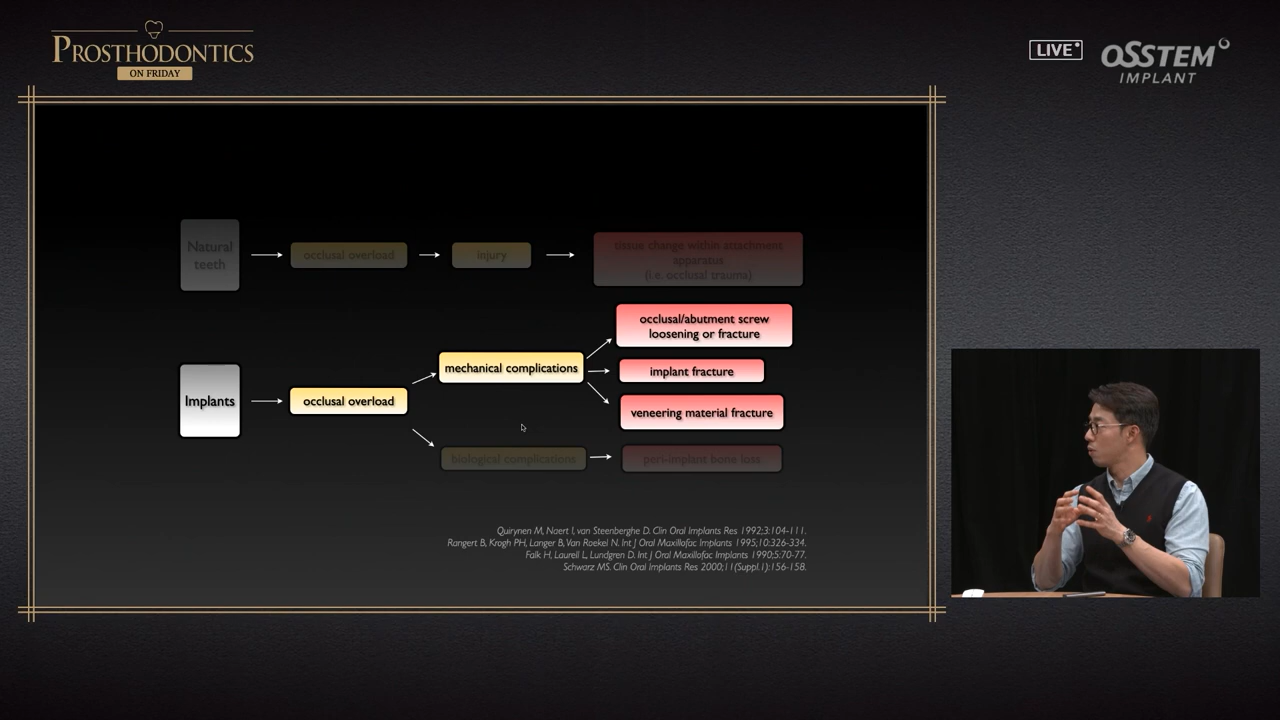 PROSTHODONTICS
ON FRIDAY
LIVE
OSSTEM
IMPLANT
Natural
teeth
occlusal overload
injury
tissue change within attachment
apparatus
(i.e. occlusal trauma)
occlusal/abutment screw
loosening or fracture
mechanical complications
implant fracture
Implants
occlusal overload
veneering material fracture
biological complications
peri-implant bone loss
Quirynen M, Naert I, van Steenberghe D. Clin Oral Implants Res 1992;3:104-111.
Rangert B, Krogh PH, Langer B, Van Roekel N. Int J Oral Maxillofac Implants 1995;10:326-334.
Falk H, Laurell L, Lundgren D. Int J Oral Maxillofac Implants 1990;5:70-77.
Schwarz MS. Clin Oral Implants Res 2000;11(Suppl.1):156-158.